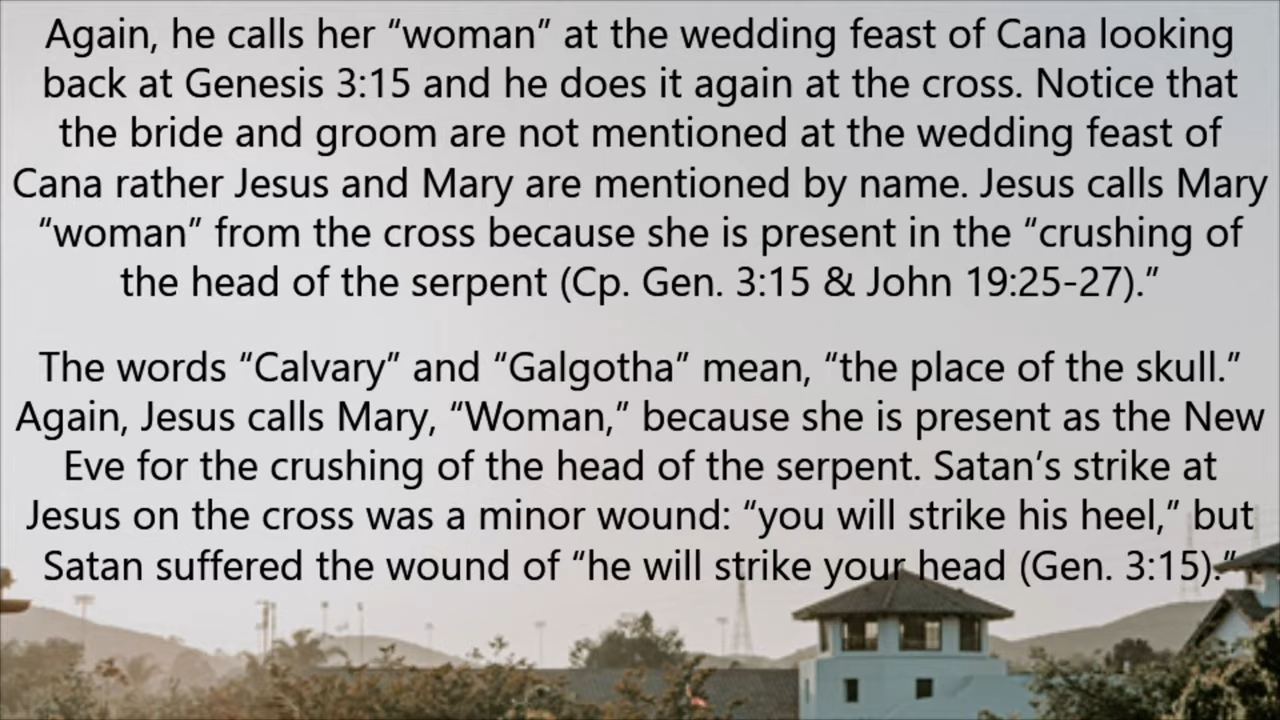 Again, he calls her “woman” at the wedding feast of Cana looking
back at Genesis 3:15 and he does it again at the cross. Notice that
the bride and groom are not mentioned at the wedding feast of
Cana rather Jesus and Mary are mentioned by name. Jesus calls Mary
“woman” from the cross because she is present in the “crushing of
the head of the serpent (Cp. Gen. 3:15 & John 19:25-27).”
The words “Calvary” and “Galgotha” mean, “the place of the skull.”
Again, Jesus calls Mary, “Woman,” because she is present as the New
Eve for the crushing of the head of the serpent. Satan’s strike at
Jesus on the cross was a minor wound: “you will strike his heel,” but
Satan suffered the wound of “he will strike your head (Gen. 3:15).”